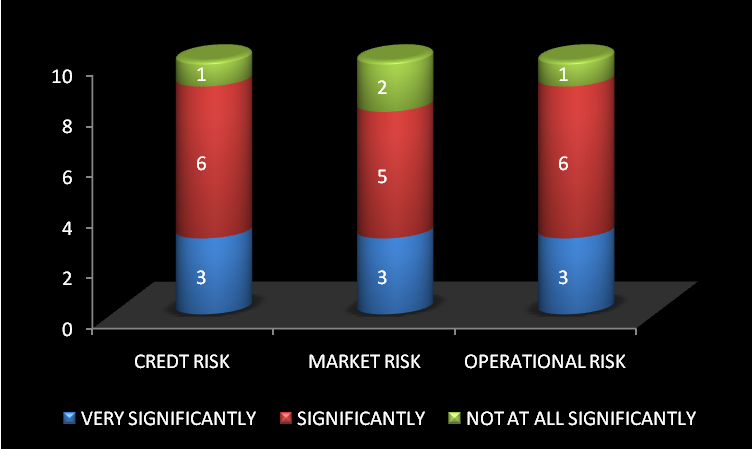 1 2 1
10
8
6 5 6
6
4
3 3 3
2
0
CREDT RISK MARKET RISK OPERATIONAL RISK
VERY SIGNIFICANTLY SIGNIFICANTLY NOT AT ALL SIGNIFICANTLY